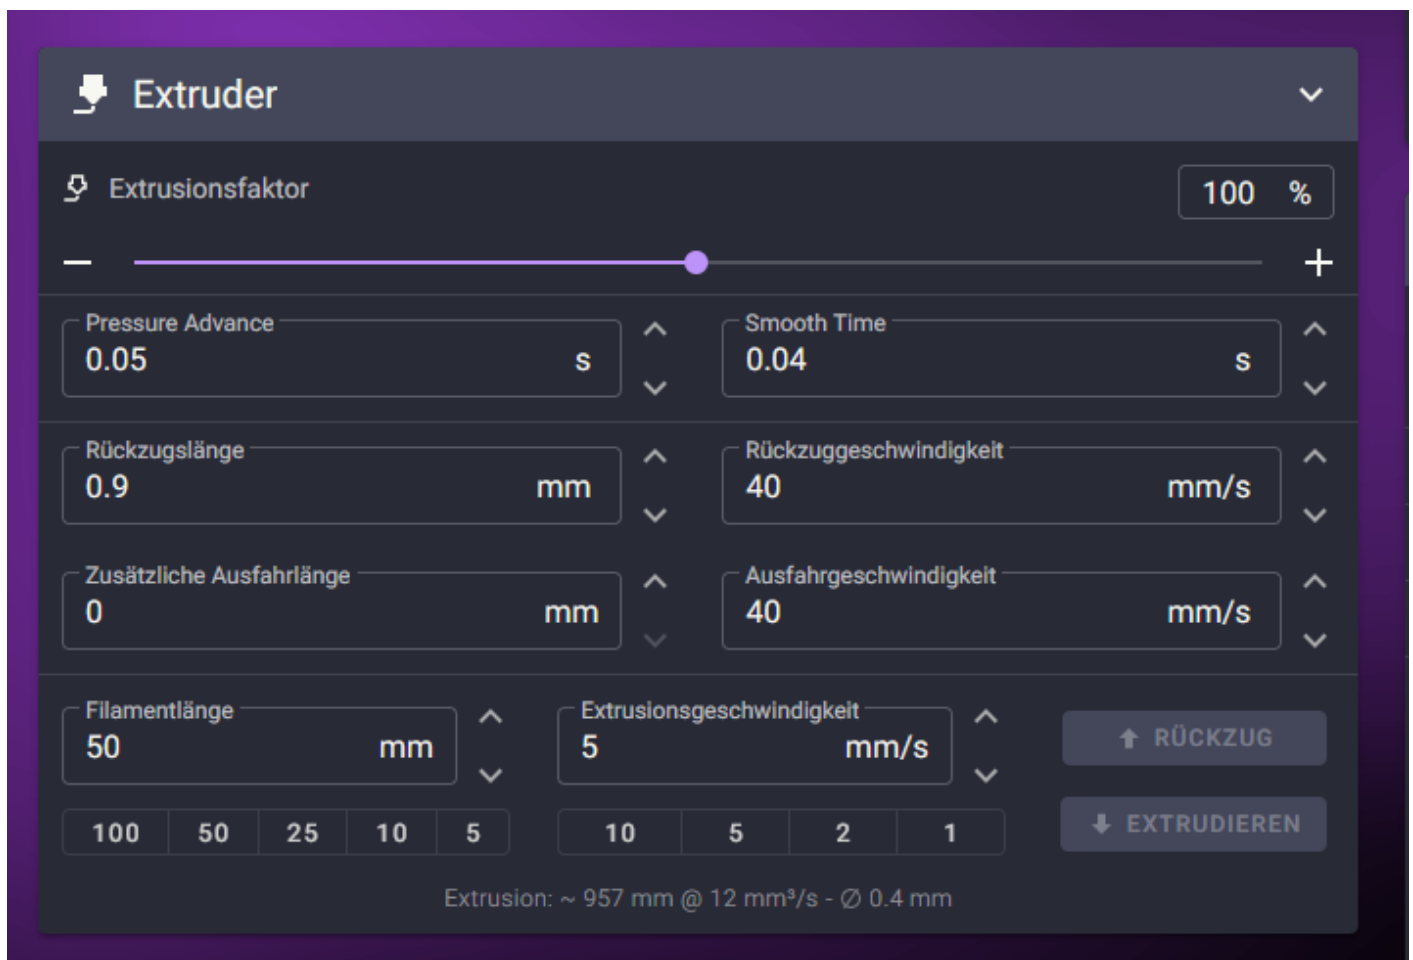 Extruder
Extrusionsfaktor 100 %
Pressure Advance Smooth Time
0.05 s 0.04 s
Rückzugslänge Rückzuggeschwindigkeit
0.9 mm 40 mm/s
Zusätzliche Ausfahrlänge Ausfahrgeschwindigkeit
0 mm 40 mm/s
Filamentlänge Extrusionsgeschwindigkeit
50 mm 5 mm/s RÜCKZUG
100 50 25 10 5 10 5 2 1 EXTRUDIEREN
Extrusion: ~ 957 mm @ 12 mm³/s - ∅ 0.4 mm